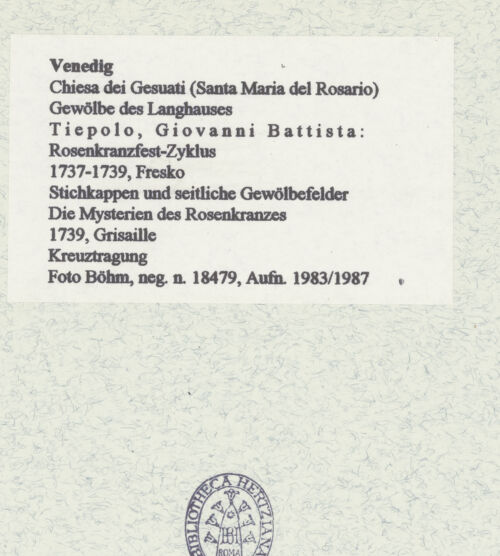 Venedig
Chiesa dei Gesuati (Santa Maria del Rosario)
Gewölbe des Langhauses
Tiepolo, Giovanni Battista:
Rosenkranzfest-Zyklus
1737-1739, Fresko
Stichkappen und seitliche Gewölbefelder
Die Mysterien des Rosenkranzes
1739, Grisaille
Kreuztragung
Foto Böhm, neg. n. 18479, Aufn. 1983/1987
BIBLIOTHECA HERTZIANA
BH
ROMA